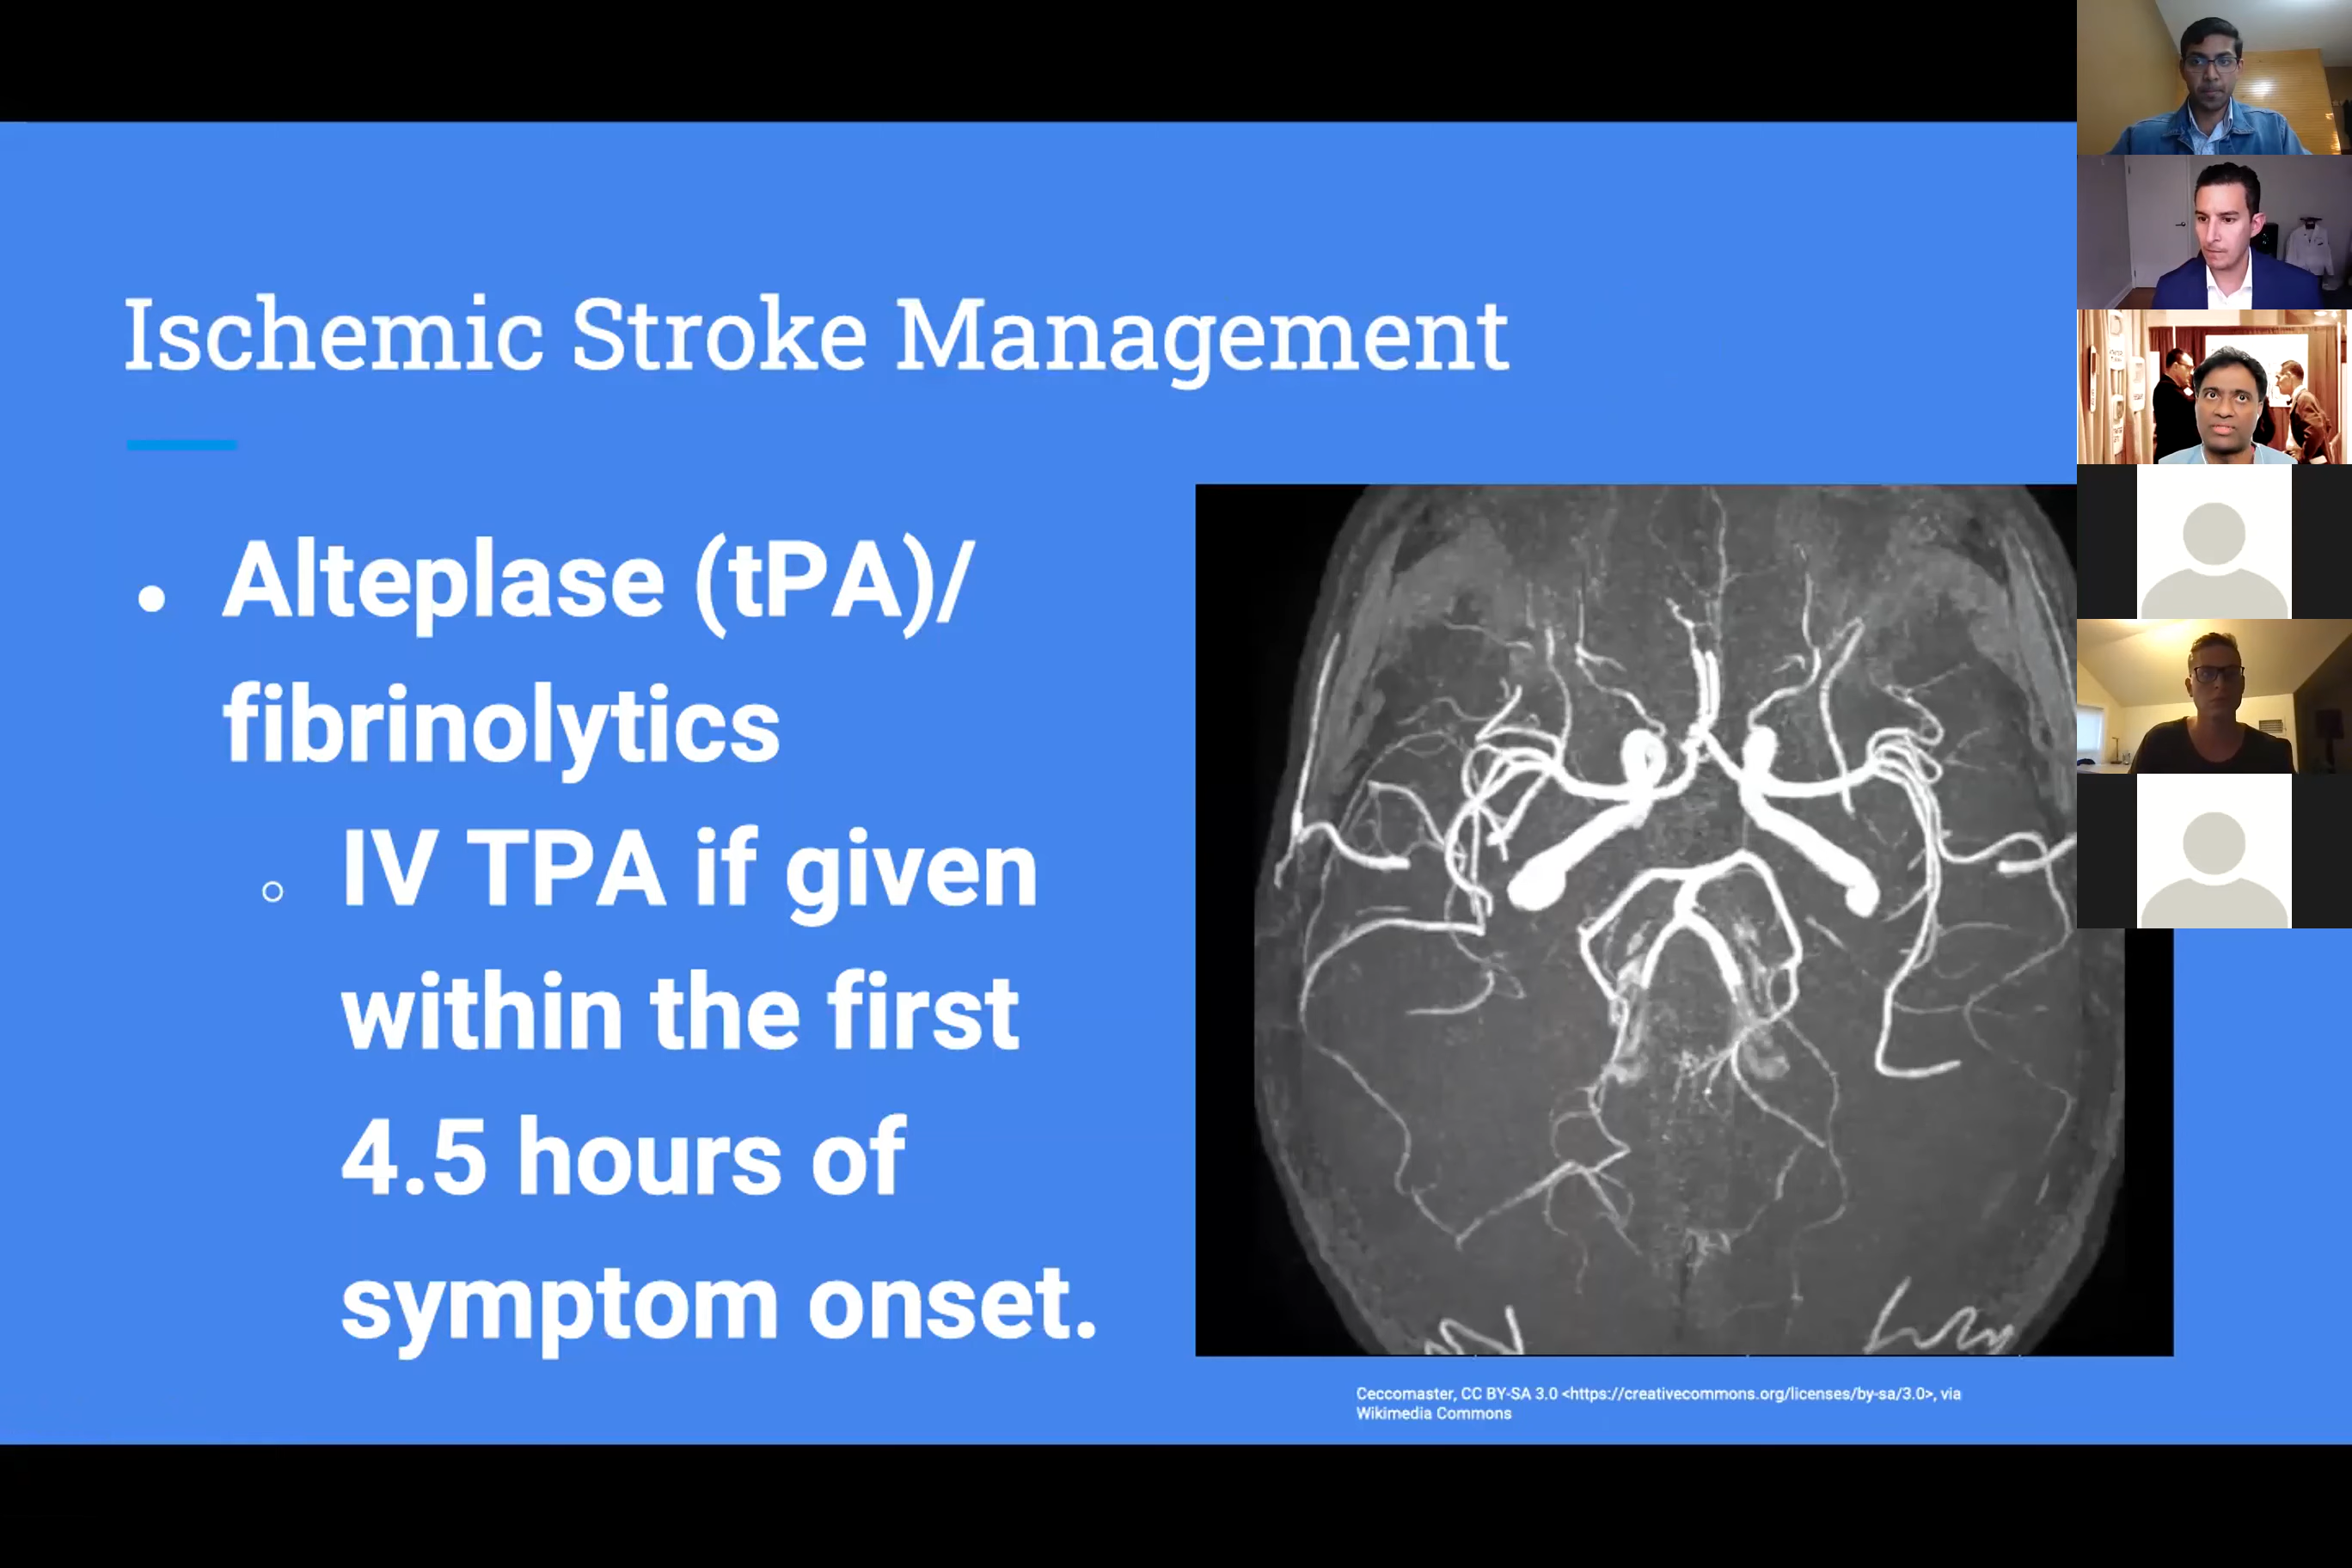 Ischemic Stroke Management
● Alteplase (tPA)/
fibrinolytics
○ IV TPA if given
within the first
4.5 hours of
symptom onset.
Ceccomaster, CC BY-SA 3.0 <https://creativecommons.org/licenses/by-sa/3.0>, via
Wikimedia Commons